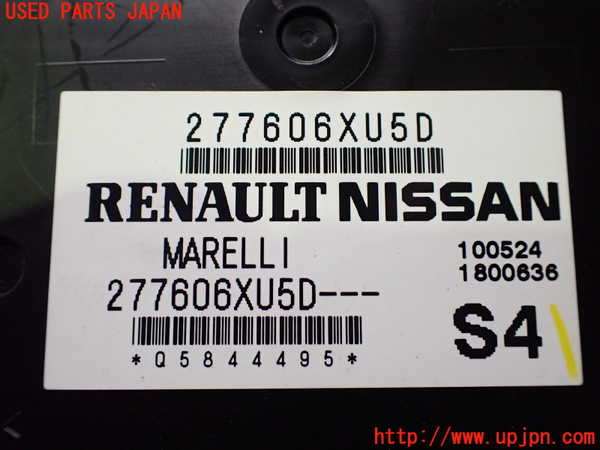 USED PARTS JAPAN
277606XU5D
RENAULT NISSAN
MARELLI
277606XU5D---
100524
1800636
S4
*Q5844495*
http://www.upjpn.com/